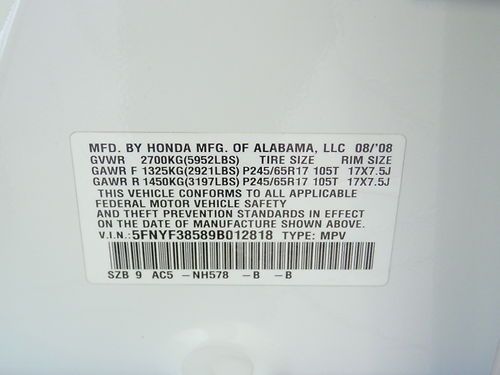 MFD. BY HONDA MFG. OF ALABAMA, LLC 08/'08
GVWR 2700KG(5952LBS) TIRE SIZE RIM SIZE
GAWR F 1325KG(2921LBS) P245/65R17 105T 17X7.5J
GAWR R 1450KG(3197LBS) P245/65R17 105T 17X7.5J
THIS VEHICLE CONFORMS TO ALL APPLICABLE
FEDERAL MOTOR VEHICLE SAFETY
AND THEFT PREVENTION STANDARDS IN EFFECT
ON THE DATE OF MANUFACTURE SHOWN ABOVE.
V.I.N.: 5FNYF38589B012818 TYPE: MPV
SZB 9 AC5 -NH578 -B -B